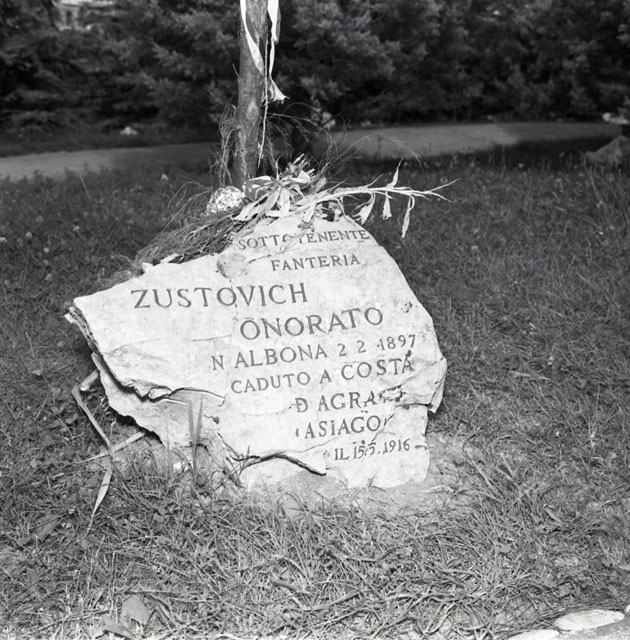 SOTTOTENENTE
FANTERIA
ZUSTOVICH
ONORATO
N ALBONA 2 2 1897
CADUTO A COSTA
D AGRA
ASIAGO
IL 15.5.1916